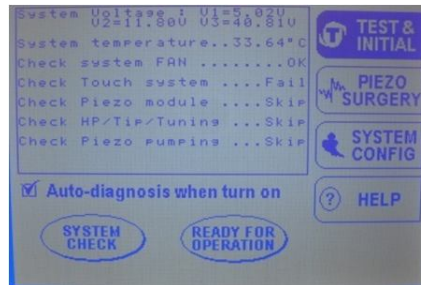 System Voltage : V1=5.02V
V2=11.80V V3=40.81V
System temperature..33.64°C
Check system FAN ........OK
Check Touch system ....Fail
Check Piezo module ....Skip
Check HP/Tip/Tuning ...Skip
Check Piezo pumping ...Skip
Auto-diagnosis when turn on
SYSTEM
CHECK
READY FOR
OPERATION
TEST &
INITIAL
PIEZO
SURGERY
SYSTEM
CONFIG
? HELP